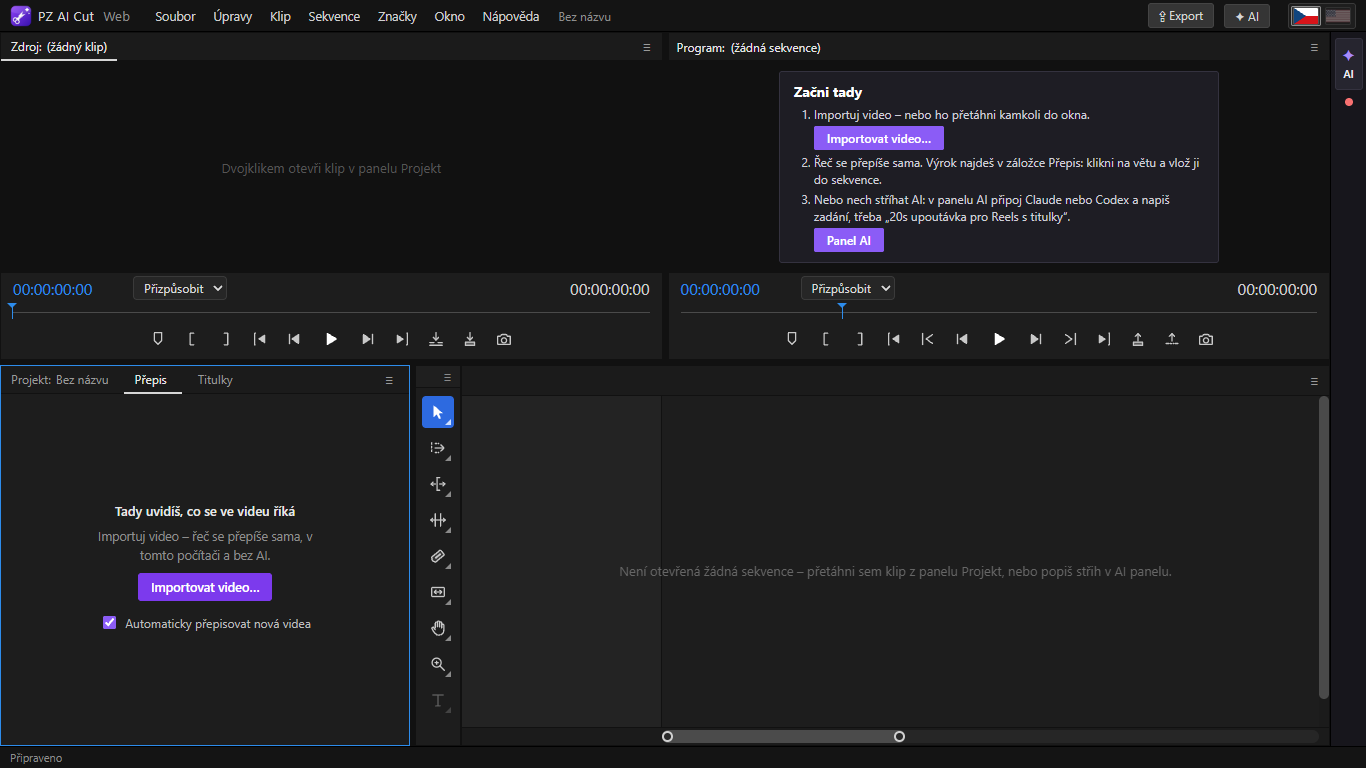 PZ AI Cut Web Soubor Úpravy Klip Sekvence Značky Okno Nápověda Bez názvu Export AI
Zdroj: (žádný klip)
Program: (žádná sekvence)
AI
Začni tady
1. Importuj video – nebo ho přetáhni kamkoli do okna.
Importovat video...
2. Řeč se přepíše sama. Výrok najdeš v záložce Přepis: klikni na větu a vlož ji
do sekvence.
3. Nebo nech stříhat AI: v panelu AI připoj Claude nebo Codex a napiš
zadání, třeba „20s upoutávka pro Reels s titulky“.
Panel AI
Dvojklikem otevři klip v panelu Projekt
00:00:00:00 Přizpůsobit 00:00:00:00
00:00:00:00 Přizpůsobit 00:00:00:00
Projekt: Bez názvu Přepis Titulky
Tady uvidíš, co se ve videu říká
Importuj video – řeč se přepíše sama, v
tomto počítači a bez AI.
Importovat video...
Automaticky přepisovat nová videa
Není otevřená žádná sekvence – přetáhni sem klip z panelu Projekt, nebo popiš střih v AI panelu.
Připraveno